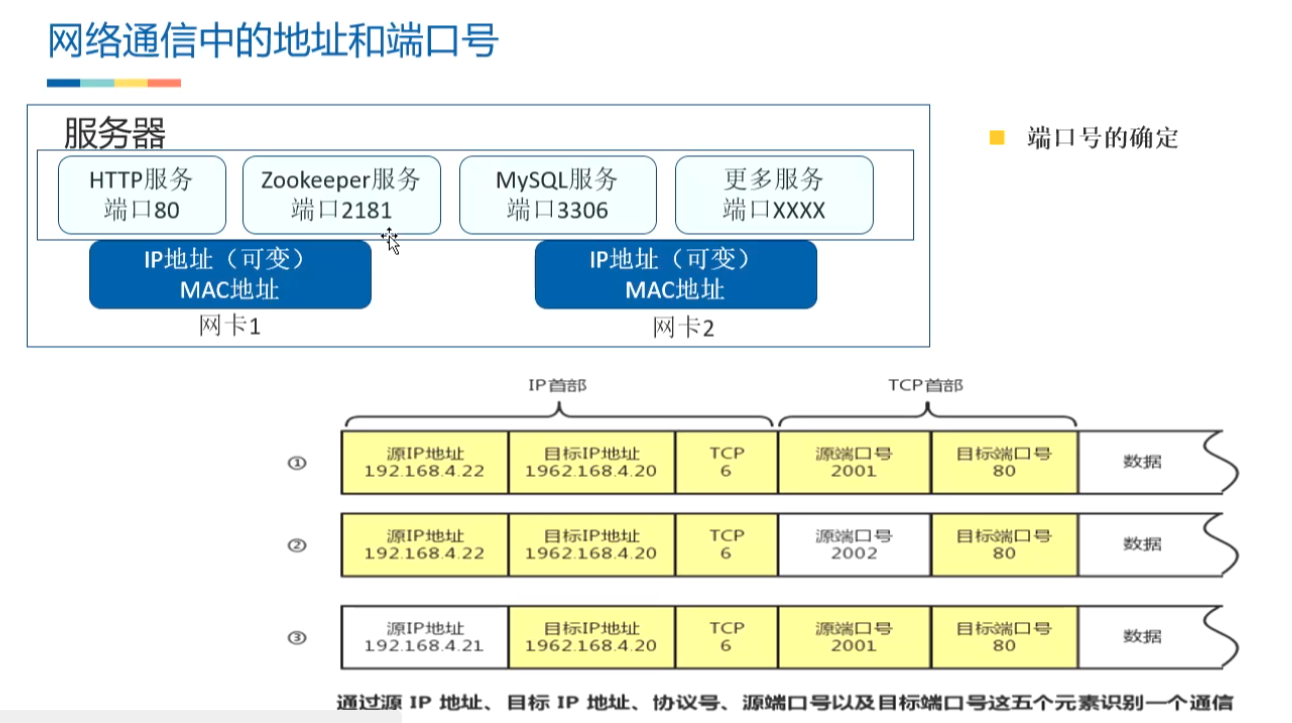 网络通信中的地址和端口号
服务器
HTTP服务
端口80
Zookeeper服务
端口2181
MySQL服务
端口3306
更多服务
端口XXXX
IP地址（可变）
MAC地址
网卡1
IP地址（可变）
MAC地址
网卡2
端口号的确定
IP首部
TCP首部
①
源IP地址
192.168.4.22
目标IP地址
1962.168.4.20
TCP
6
源端口号
2001
目标端口号
80
数据
②
源IP地址
192.168.4.22
目标IP地址
1962.168.4.20
TCP
6
源端口号
2002
目标端口号
80
数据
③
源IP地址
192.168.4.21
目标IP地址
1962.168.4.20
TCP
6
源端口号
2001
目标端口号
80
数据
通过源 IP 地址、目标 IP 地址、协议号、源端口号以及目标端口号这五个元素识别一个通信